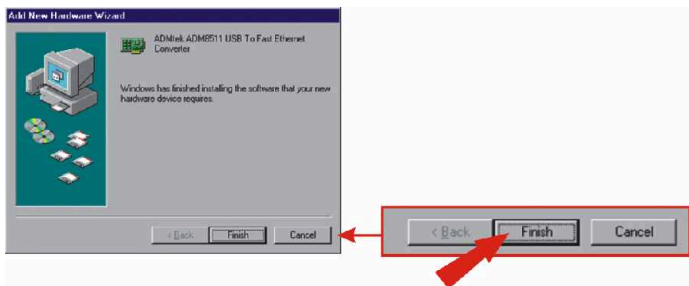 Add New Hardware Wizard
ADMtek ADM8511 USB To Fast Ethernet
Converter
Windows has finished installing the software that your new
hardware device requires.
< Back Finish Cancel
< Back Finish Cancel